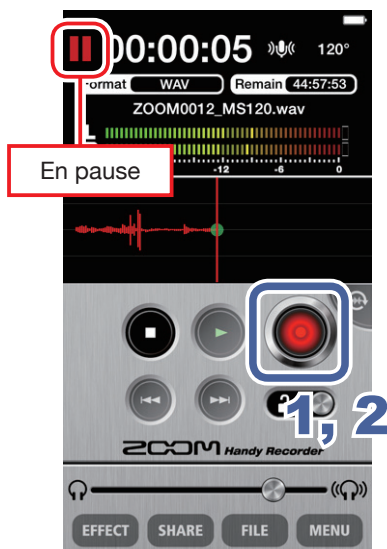 00:00:05 120°
Format WAV Remain 44:57:53
ZOOM0012_MS120.wav
L
En pause
-12 -6 0
1, 2
ZOOM Handy Recorder
EFFECT SHARE FILE MENU